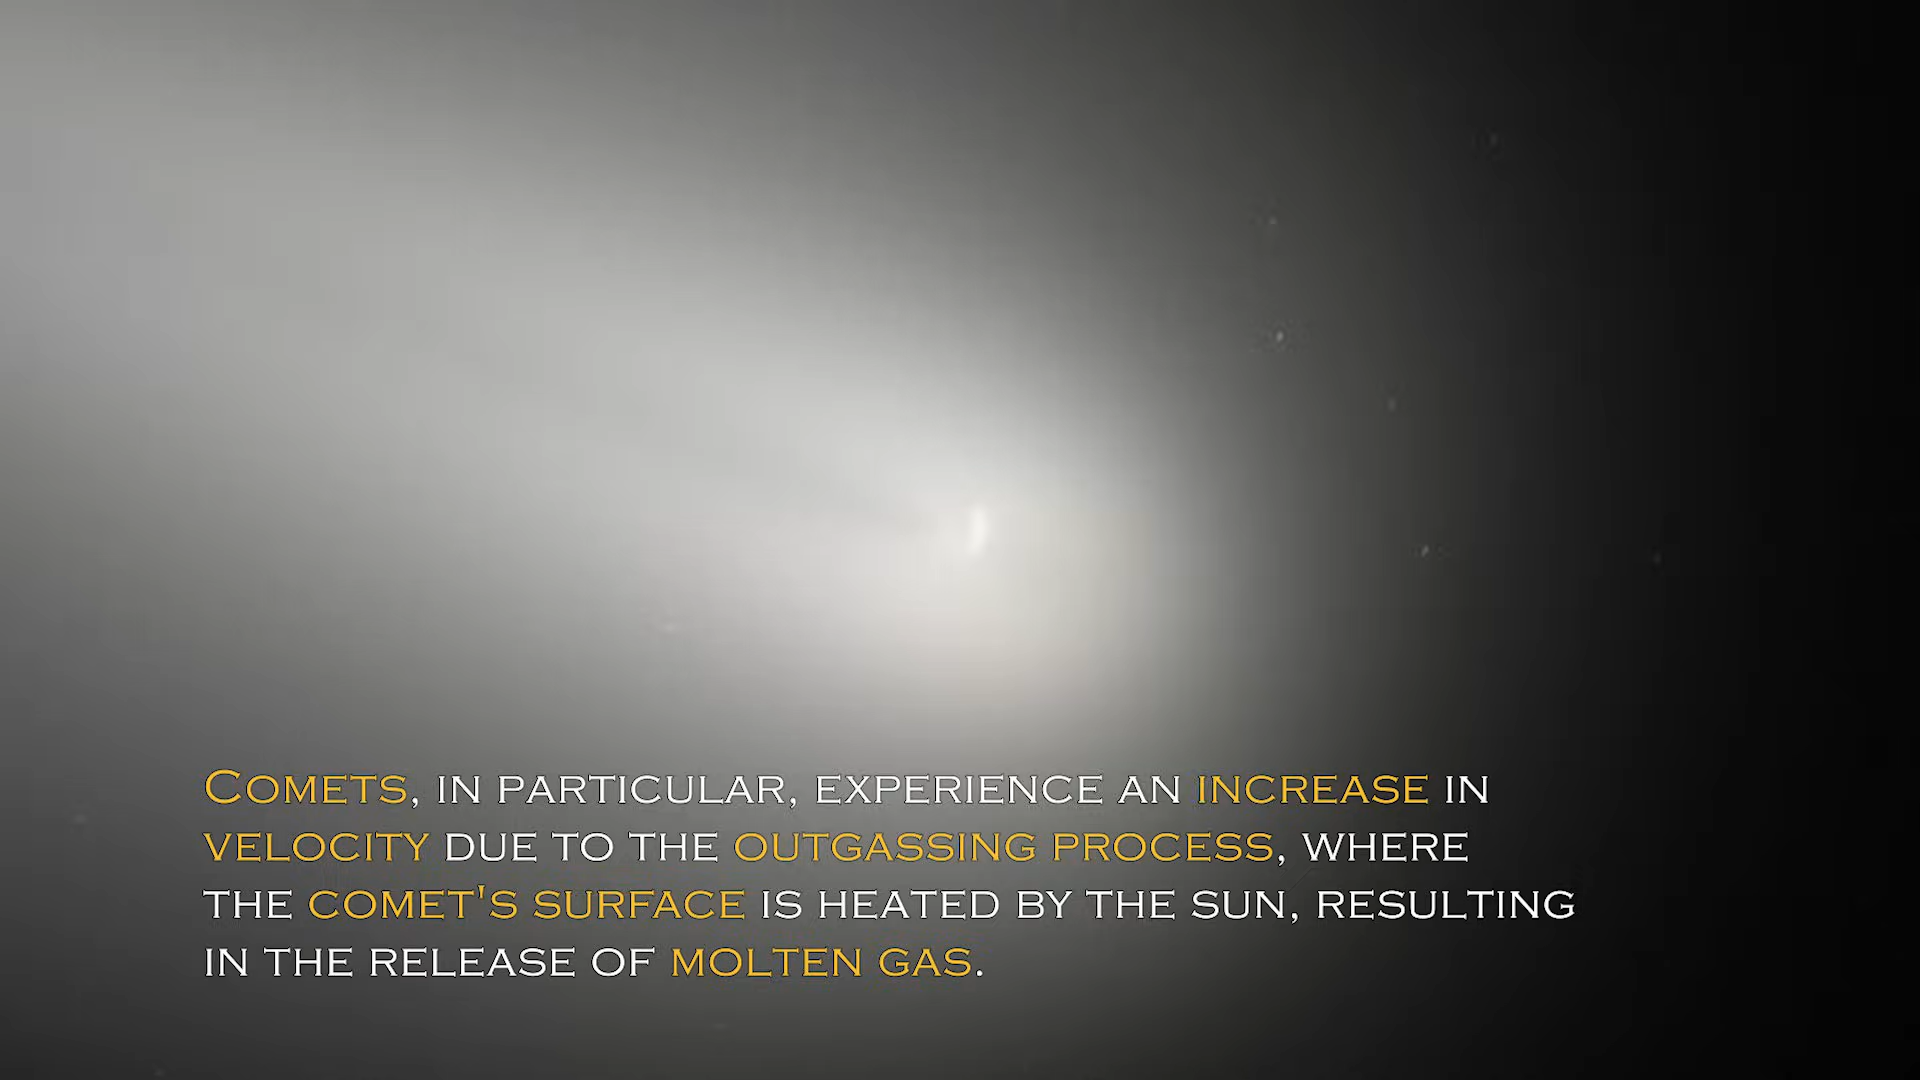 Comets, in particular, experience an increase in
velocity due to the outgassing process, where
the comet's surface is heated by the sun, resulting
in the release of molten gas.